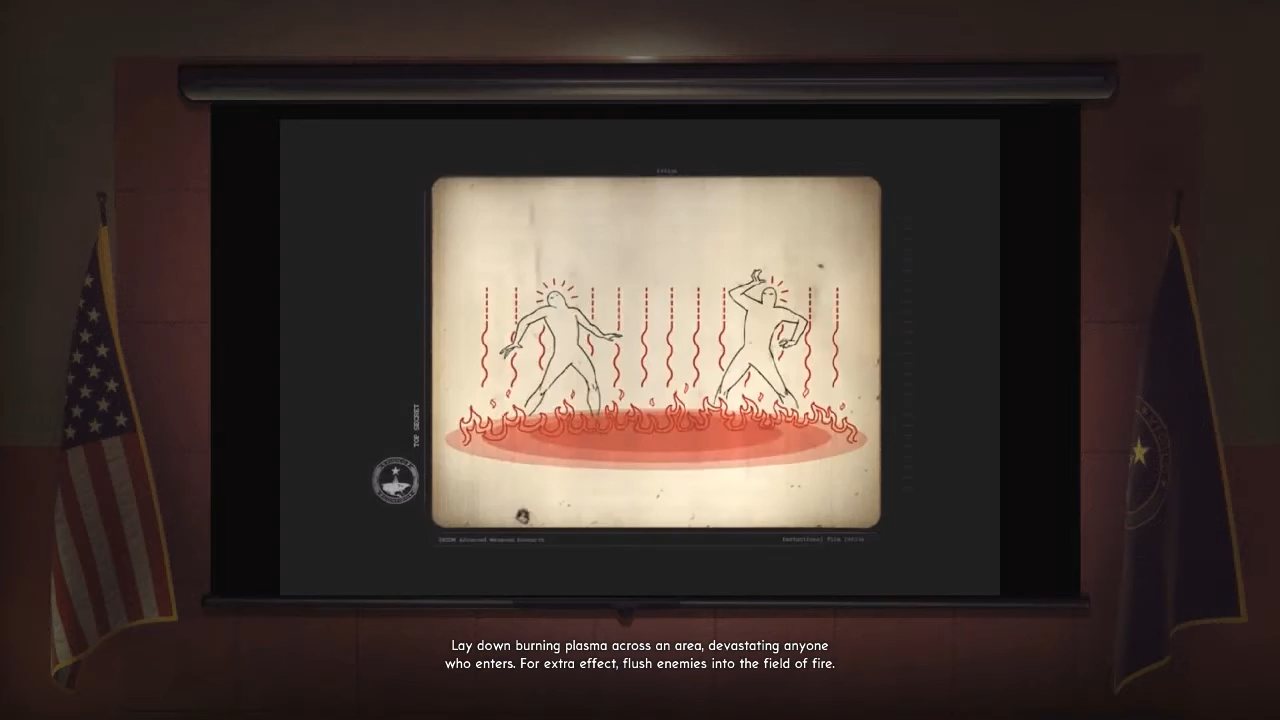 TOP SECRET
Lay down burning plasma across an area, devastating anyone
who enters. For extra effect, flush enemies into the field of fire.